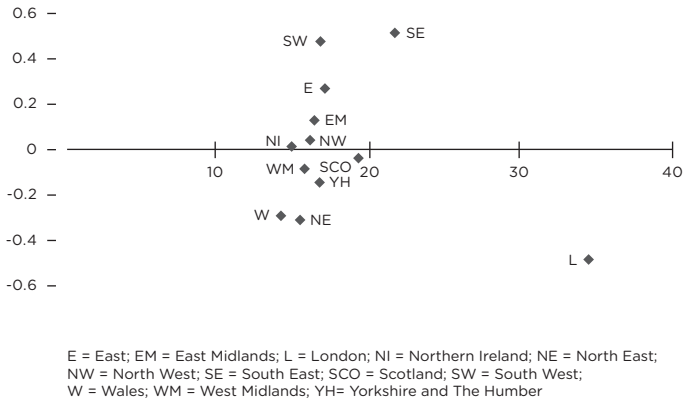 0.6
SE
SW
0.4
E
0.2
EM
NI
NW
0
WM
SCO
10
20
30
40
YH
-0.2
W
NE
-0.4
L
-0.6
E = East; EM = East Midlands; L = London; NI = Northern Ireland; NE = North East;
NW = North West; SE = South East; SCO = Scotland; SW = South West;
W = Wales; WM = West Midlands; YH= Yorkshire and The Humber